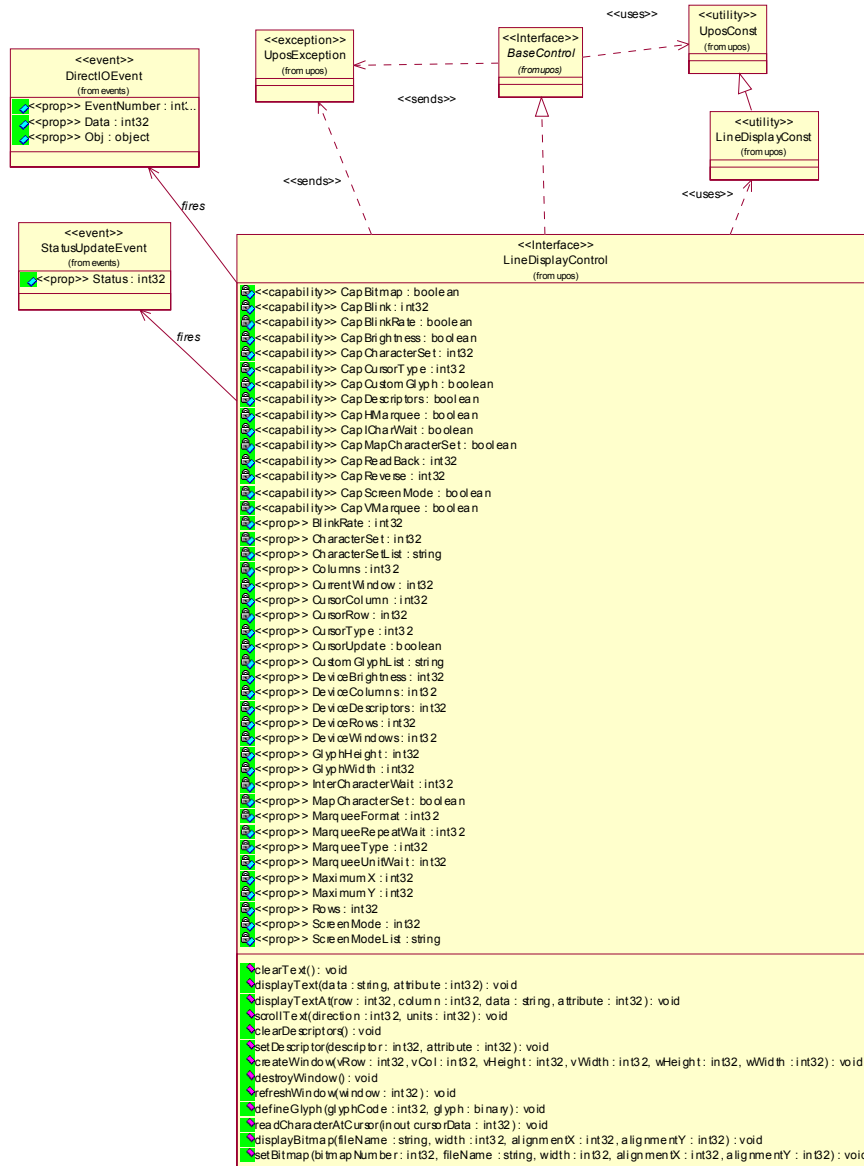 <<uses>>
<<utility>>
UposConst
(from upos)
<<exception>>
UposException
(from upos)
<<Interface>>
BaseControl
(from upos)
<<event>>
DirectIOEvent
(from events)
<<prop>> EventNumber : int...
<<prop>> Data : int32
<<prop>> Obj : object
<<sends>>
<<utility>>
LineDisplayConst
(from upos)
<<sends>>
<<uses>>
fires
<<event>>
StatusUpdateEvent
(from events)
<<prop>> Status : int32
fires
<<Interface>>
LineDisplayControl
(from upos)
<<capability>> CapBitmap : boolean
<<capability>> CapBlink : int32
<<capability>> CapBlinkRate : boolean
<<capability>> CapBrightness : boolean
<<capability>> CapCharacterSet : int32
<<capability>> CapCursorType : int32
<<capability>> CapCustomGlyph : boolean
<<capability>> CapDescriptors : boolean
<<capability>> CapHMarquee : boolean
<<capability>> CapICharWait : boolean
<<capability>> CapMapCharacterSet : boolean
<<capability>> CapReadBack : int32
<<capability>> CapReverse : int32
<<capability>> CapScreenMode : boolean
<<capability>> CapVMarquee : boolean
<<prop>> BlinkRate : int32
<<prop>> CharacterSet : int32
<<prop>> CharacterSetList : string
<<prop>> Columns : int32
<<prop>> CurrentWindow : int32
<<prop>> CursorColumn : int32
<<prop>> CursorRow : int32
<<prop>> CursorType : int32
<<prop>> CursorUpdate : boolean
<<prop>> CustomGlyphList : string
<<prop>> DeviceBrightness : int32
<<prop>> DeviceColumns : int32
<<prop>> DeviceDescriptors : int32
<<prop>> DeviceRows : int32
<<prop>> DeviceWindows : int32
<<prop>> GlyphHeight : int32
<<prop>> GlyphWidth : int32
<<prop>> InterCharacterWait : int32
<<prop>> MapCharacterSet : boolean
<<prop>> MarqueeFormat : int32
<<prop>> MarqueeRepeatWait : int32
<<prop>> MarqueeType : int32
<<prop>> MarqueeUnitWait : int32
<<prop>> MaximumX : int32
<<prop>> MaximumY : int32
<<prop>> Rows : int32
<<prop>> ScreenMode : int32
<<prop>> ScreenModeList : string
clearText() : void
displayText(data : string, attribute : int32) : void
displayTextAt(row : int32, column : int32, data : string, attribute : int32) : void
scrollText(direction : int32, units : int32) : void
clearDescriptors() : void
setDescriptor(descriptor : int32, attribute : int32) : void
createWindow(vRow : int32, vCol : int32, vHeight : int32, vWidth : int32, wHeight : int32, wWidth : int32) : void
destroyWindow() : void
refreshWindow(window : int32) : void
defineGlyph(glyphCode : int32, glyph : binary) : void
readCharacterAtCursor(inout cursorData : int32) : void
displayBitmap(fileName : string, width : int32, alignmentX : int32, alignmentY : int32) : void
setBitmap(bitmapNumber : int32, fileName : string, width : int32, alignmentX : int32, alignmentY : int32) : void